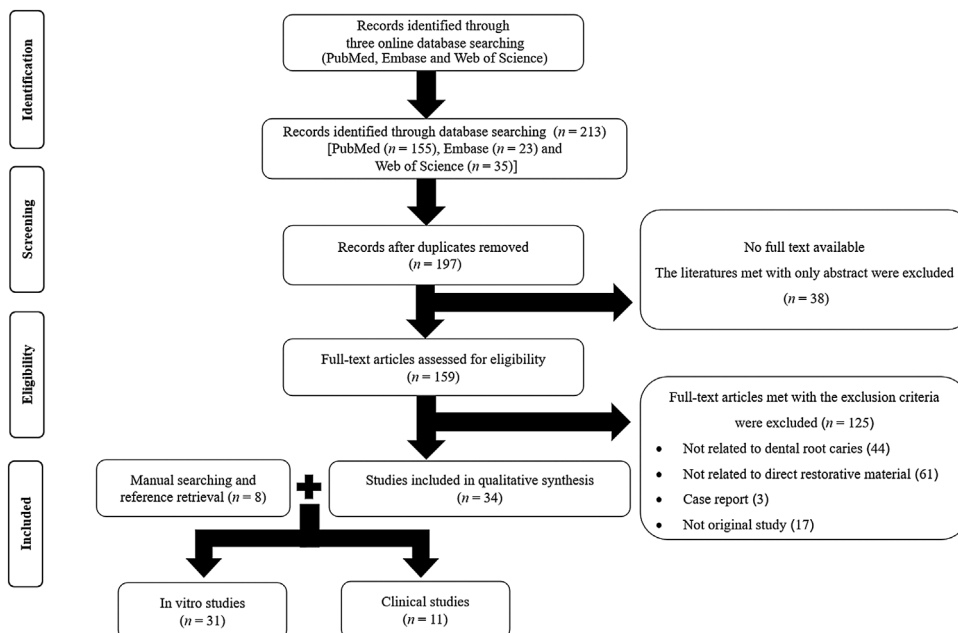 Identification
Records identified through
three online database searching
(PubMed, Embase and Web of Science)
Records identified through database searching (n = 213)
[PubMed (n = 155), Embase (n = 23) and
Web of Science (n = 35)]
Screening
Records after duplicates removed
(n = 197)
No full text available
The literatures met with only abstract were excluded
(n = 38)
Eligibility
Full-text articles assessed for eligibility
(n = 159)
Full-text articles met with the exclusion criteria
were excluded (n = 125)
• Not related to dental root caries (44)
• Not related to direct restorative material (61)
• Case report (3)
• Not original study (17)
Included
Manual searching and
reference retrieval (n = 8)
Studies included in qualitative synthesis
n = 34
In vitro studies
(n = 31)
Clinical studies
(n = 11)